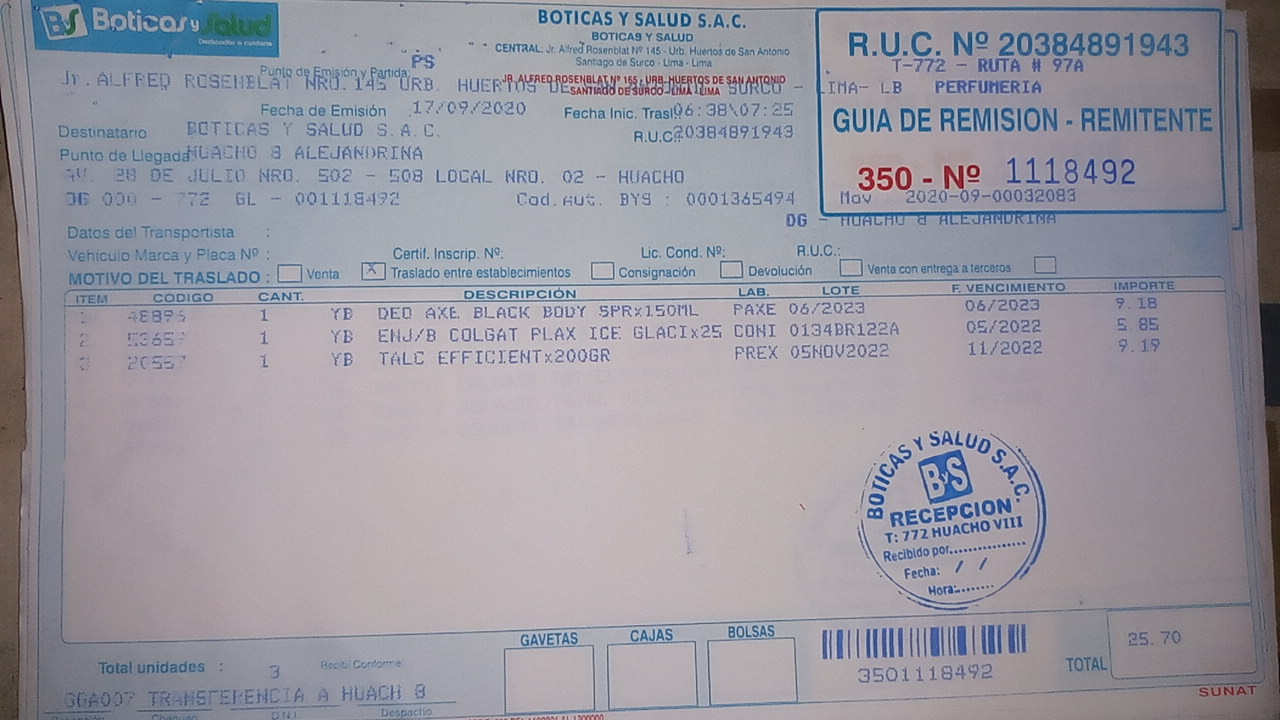 BS Boticas y Salud
BOTICAS Y SALUD S.A.C.
BOTICAS Y SALUD
CENTRAL: Jr. Alfred Rosenblat Nº 145 - Urb. Huertos de San Antonio
Santiago de Surco - Lima - Lima
JR. ALFRED ROSENBLAT Nº 165 - URB. HUERTOS DE SAN ANTONIO
SANTIAGO DE SURCO - LIMA - LIMA
R.U.C. Nº 20384891943
T-772 - RUTA # 97A
PERFUMERIA
GUIA DE REMISION - REMITENTE
350 - Nº 1118492
Mov 2020-09-00032083
PS
Punto de Emisión y Partida
Jr. ALFRED ROSENBLAT NRO. 145 URB. HUERTOS DE SURCO - LIMA- LB
Fecha de Emisión 17/09/2020 Fecha Inic. Trasl. 06:38\07:25
Destinatario BOTICAS Y SALUD S.A.C. R.U.C. 20384891943
Punto de Llegada HUACHO 8 ALEJANDRINA
AV. 28 DE JULIO NRO. 502 - 508 LOCAL NRO. 02 - HUACHO
DG 000 - 772 GL - 001118492 Cod.Aut. BYS : 0001365494
DG - HUACHO 8 ALEJANDRINA
Datos del Transportista :
Vehículo Marca y Placa Nº : Certif. Inscrip. Nº: Lic. Cond. Nº: R.U.C.:
MOTIVO DEL TRASLADO : Venta X Traslado entre establecimientos Consignación Devolución Venta con entrega a terceros
ITEM CÓDIGO CANT. DESCRIPCIÓN LAB. LOTE F. VENCIMIENTO IMPORTE
1 48896 1 YB DEO AXE BLACK BODY SPRx150ML PAXE 06/2023 06/2023 9.18
2 53657 1 YB ENJ/B COLGAT PLAX ICE GLACIx25 CONI 0134BR122A 05/2022 5.85
3 20557 1 YB TALC EFFICIENTx200GR PREX 05NOV2022 11/2022 9.19
BOTICAS Y SALUD S.A.C.
ByS
RECEPCION
T: 772 HUACHO VIII
Recibido por..............
Fecha: / /
Hora:........
GAVETAS CAJAS BOLSAS
Total unidades : 3 Recibí Conforme:
3501118492
TOTAL 25.70
TRANSFERENCIA A HUACH 8
SUNAT
D.N.I. Despacho